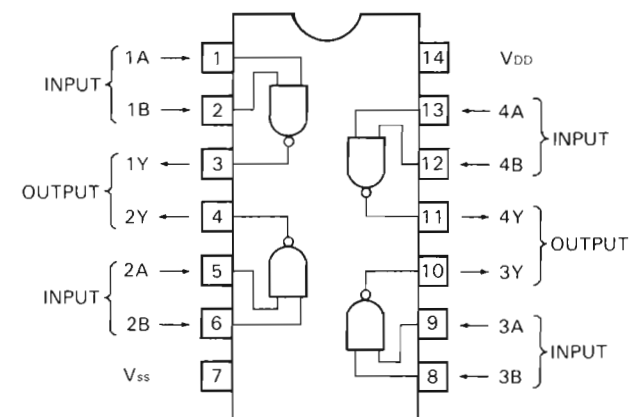 1A 1
INPUT
1B 2
1Y 3
OUTPUT
2Y 4
2A 5
INPUT
2B 6
Vss 7
14 VDD
13 4A
INPUT
12 4B
11 4Y
OUTPUT
10 3Y
9 3A
INPUT
8 3B